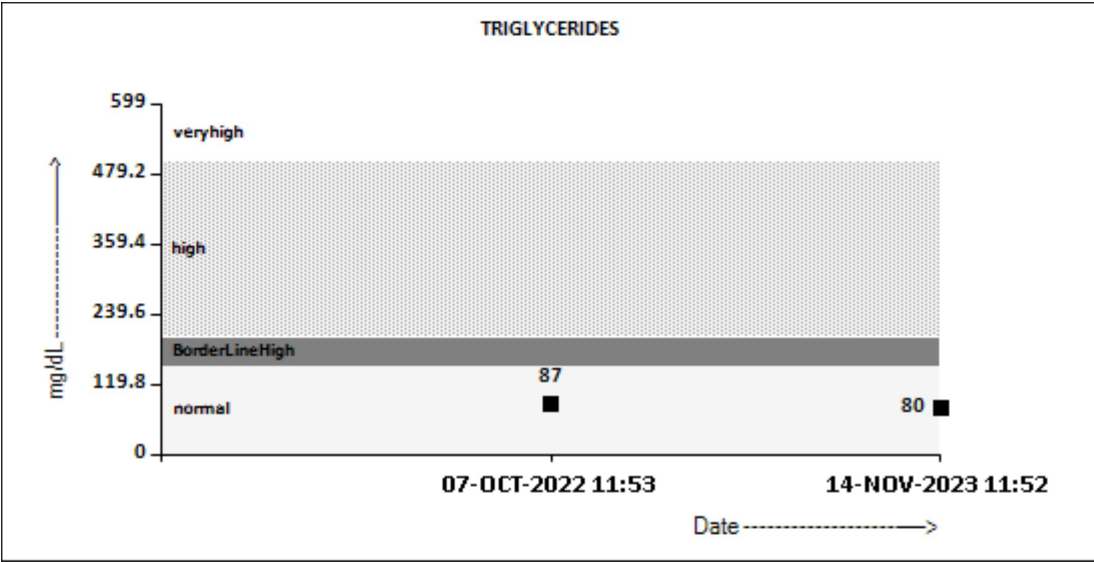 TRIGLYCERIDES
599
veryhigh
479.2
359.4
high
239.6
BorderLineHigh
119.8
87
normal
80
0
mg/dL
07-OCT-2022 11:53
14-NOV-2023 11:52
Date